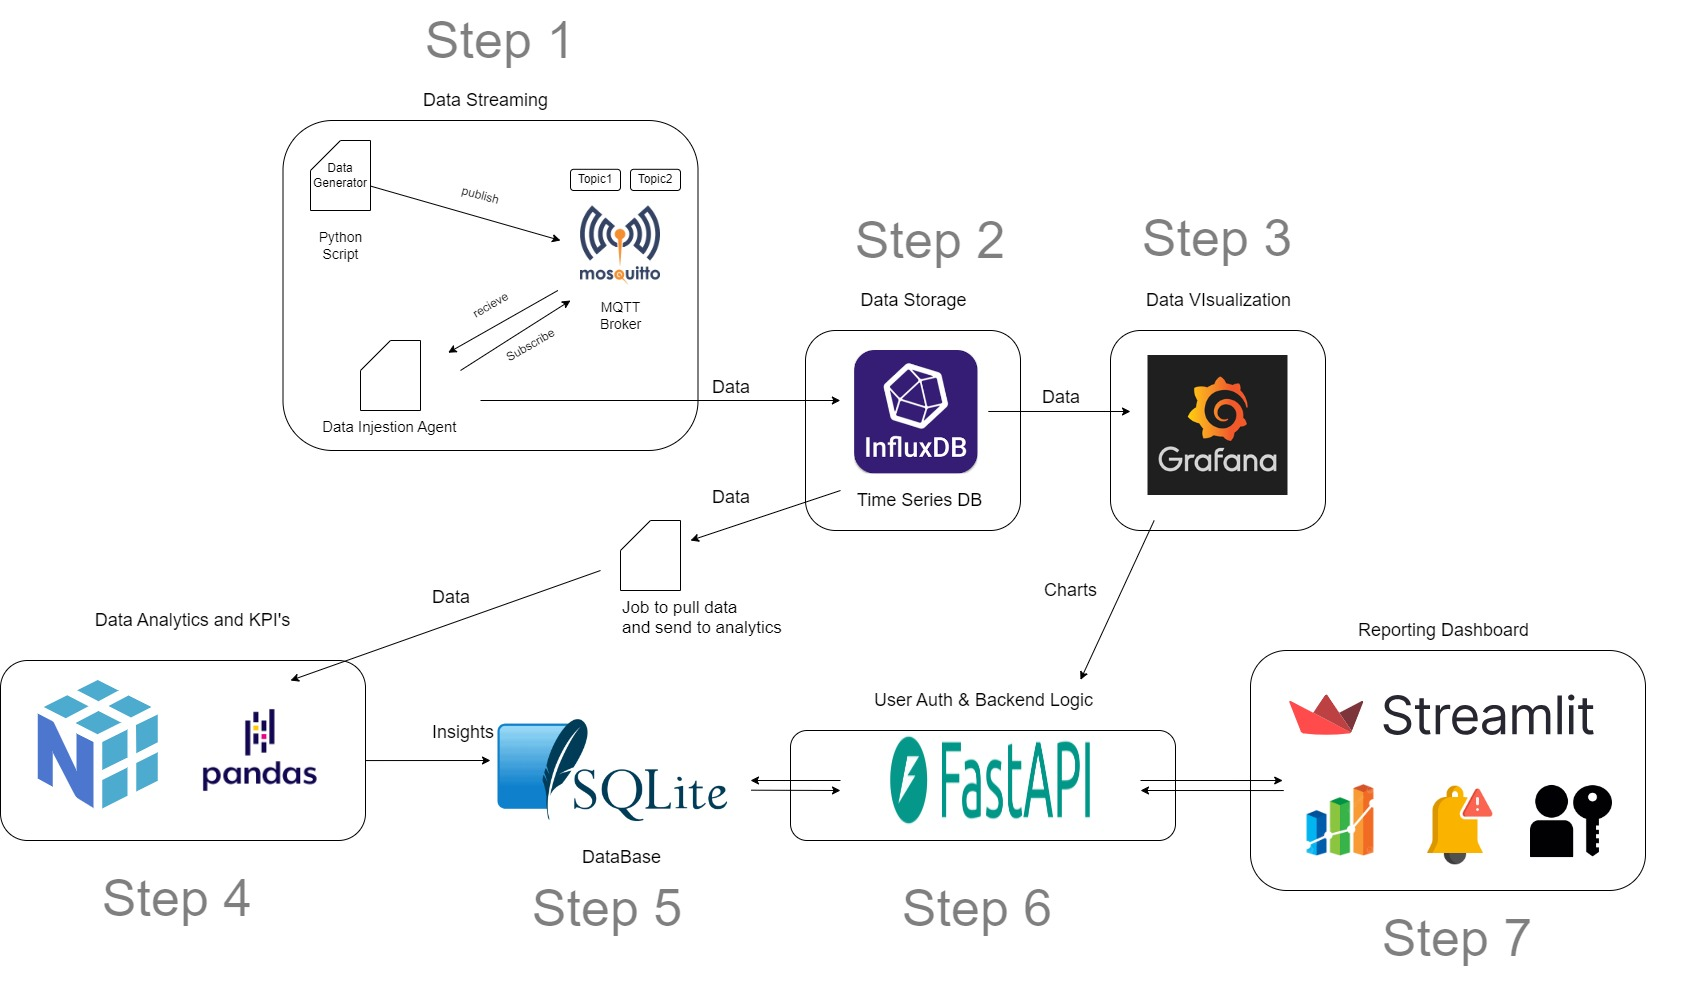 Step 1
Data Streaming
Data
Generator
Python
Script
publish
Topic1
Topic2
mosquitto
MQTT
Broker
recieve
Subscribe
Data Injestion Agent
Data
Step 2
Data Storage
InfluxDB
Time Series DB
Data
Step 3
Data VIsualization
Grafana
Data
Job to pull data
and send to analytics
Data
Charts
Data Analytics and KPI's
N
pandas
Step 4
Insights
SQLite
DataBase
Step 5
User Auth & Backend Logic
FastAPI
Step 6
Reporting Dashboard
Streamlit
Step 7